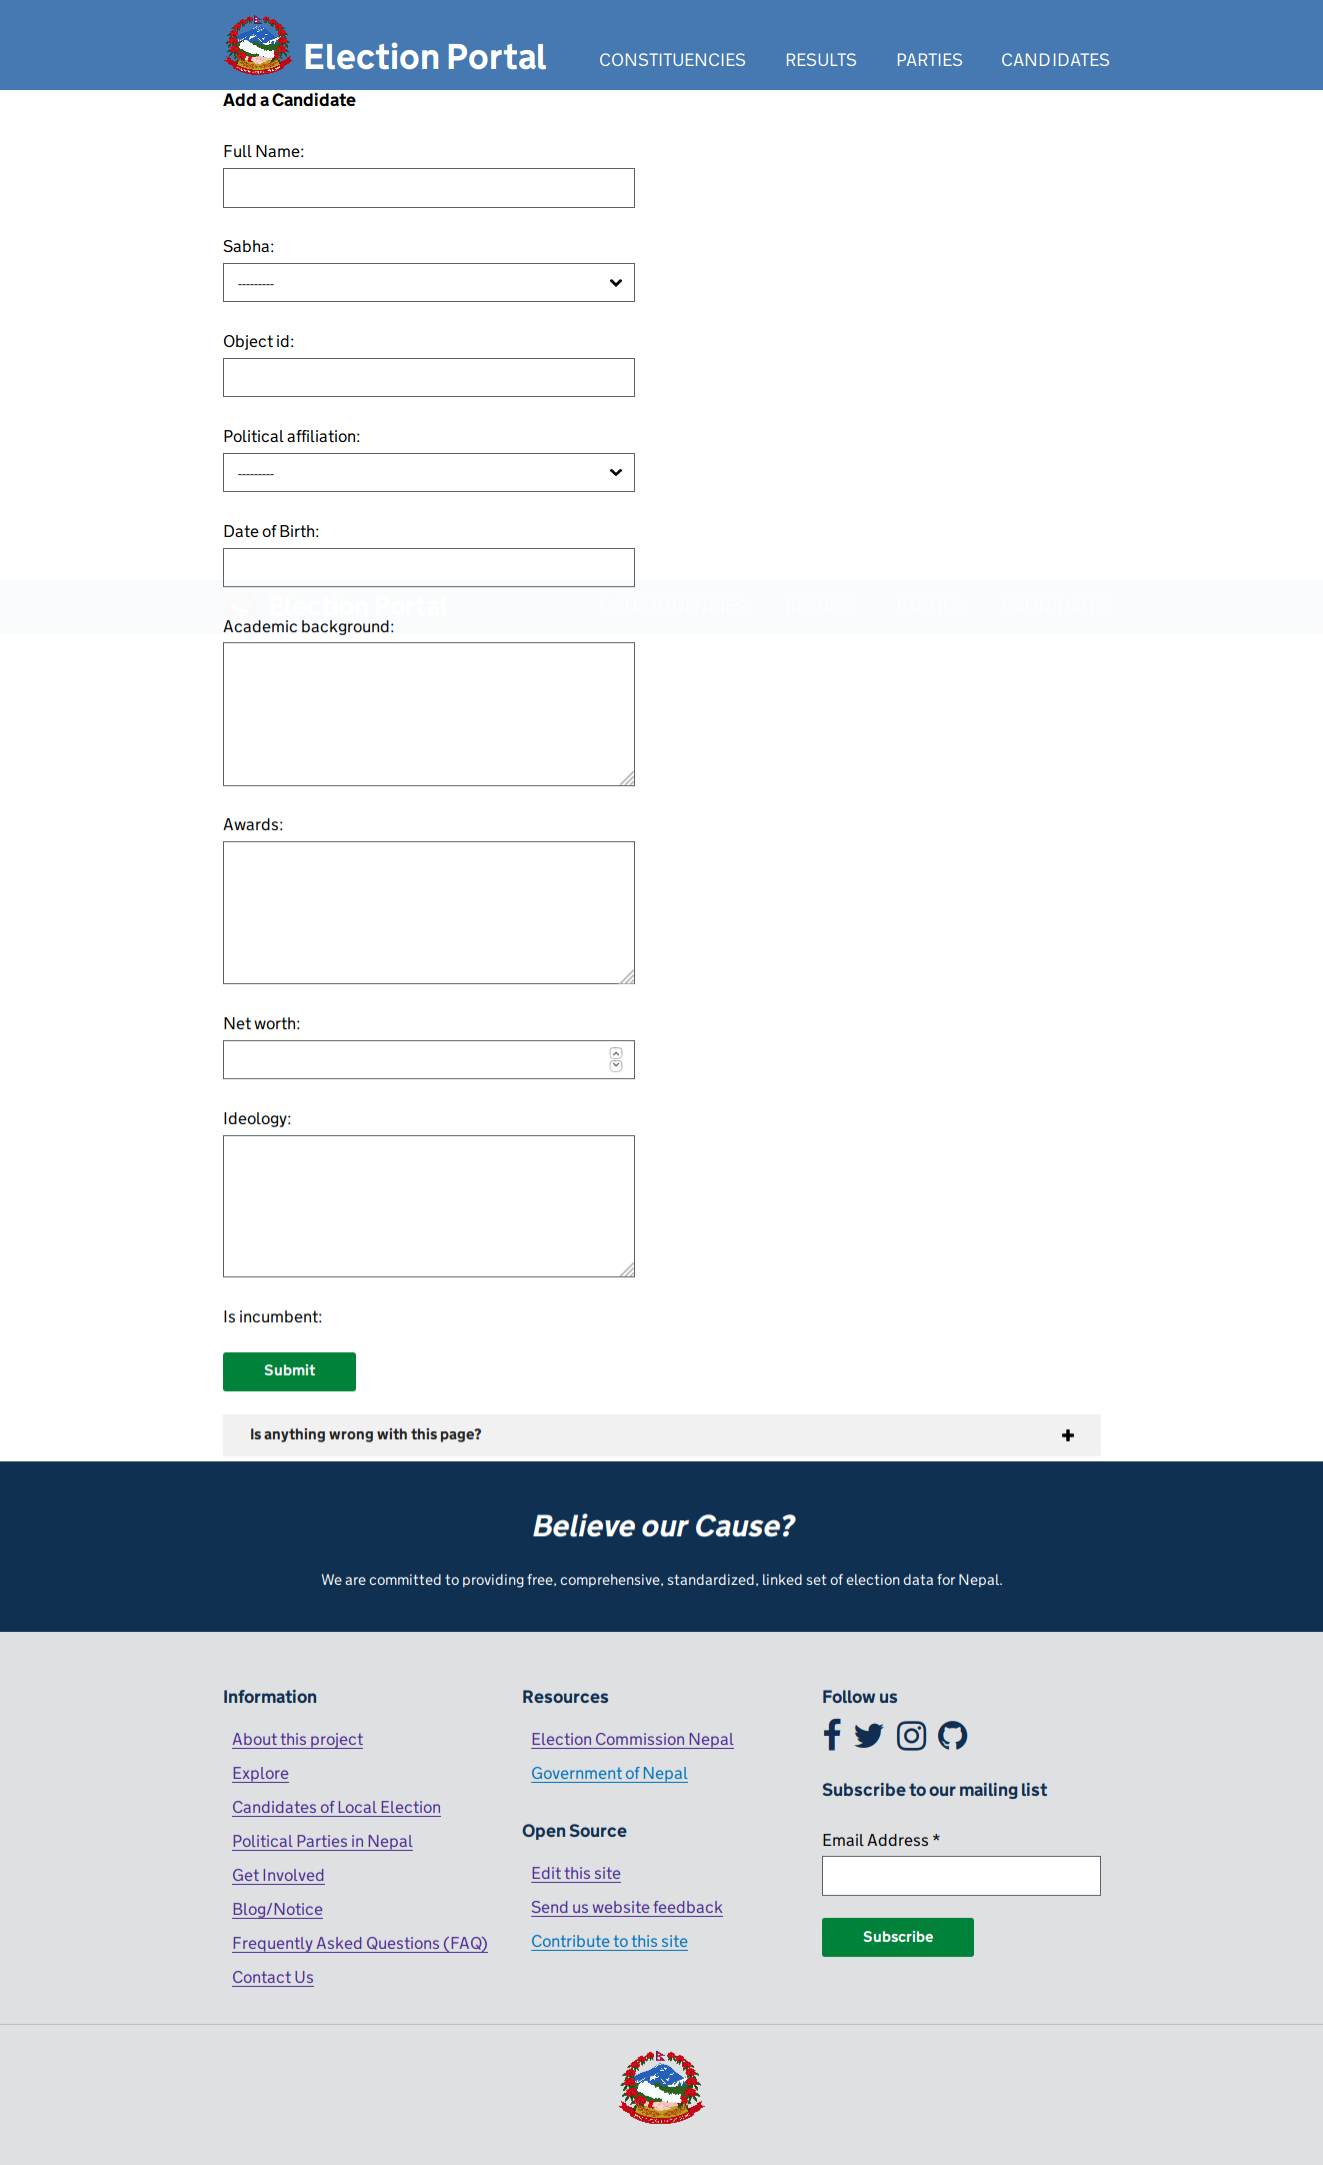 Election Portal
CONSTITUENCIES RESULTS PARTIES CANDIDATES
Add a Candidate
Full Name:
Sabha:
---------
Object id:
Political affiliation:
---------
Date of Birth:
Election Portal
Academic background:
Awards:
Net worth:
Ideology:
Is incumbent:
Submit
Is anything wrong with this page?
Believe our Cause?
We are committed to providing free, comprehensive, standardized, linked set of election data for Nepal.
Information
About this project
Explore
Candidates of Local Election
Political Parties in Nepal
Get Involved
Blog/Notice
Frequently Asked Questions (FAQ)
Contact Us
Resources
Election Commission Nepal
Government of Nepal
Open Source
Edit this site
Send us website feedback
Contribute to this site
Follow us
Subscribe to our mailing list
Email Address *
Subscribe